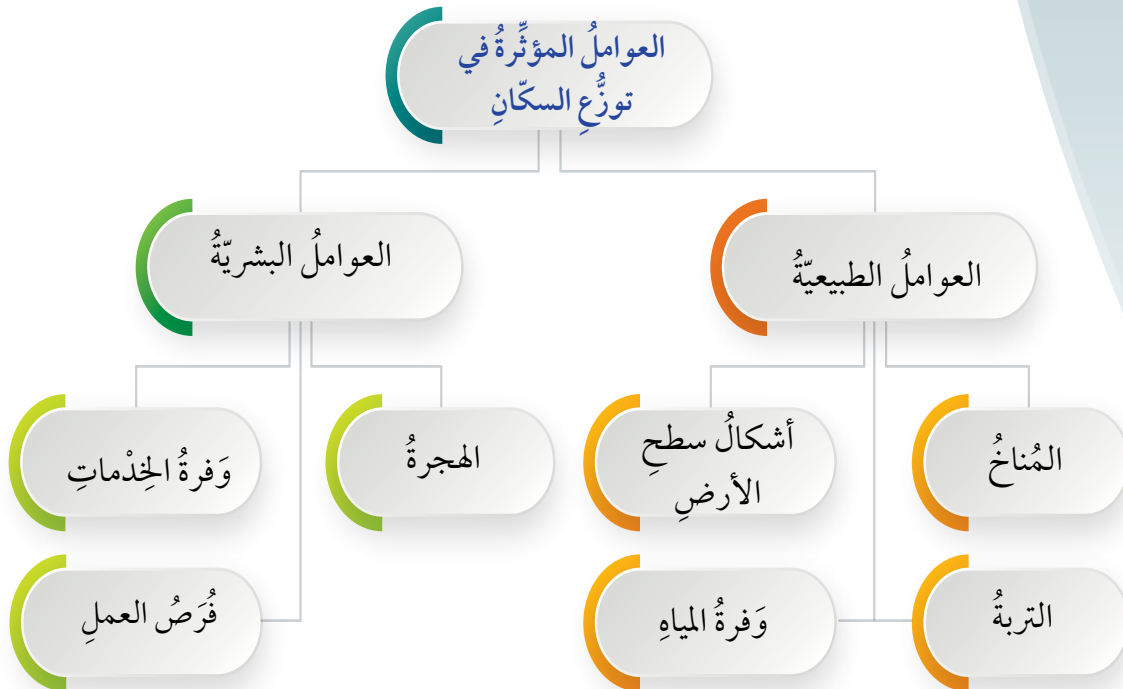 العواملُ المؤثِّرةُ في
توزُّعِ السكّانِ
العواملُ الطبيعيّةُ
العواملُ البشريّةُ
المُناخُ
أشكالُ سطحِ
الأرضِ
الهجرةُ
وَفرةُ الخِدْماتِ
التربةُ
وَفرةُ المياهِ
فُرَصُ العملِ